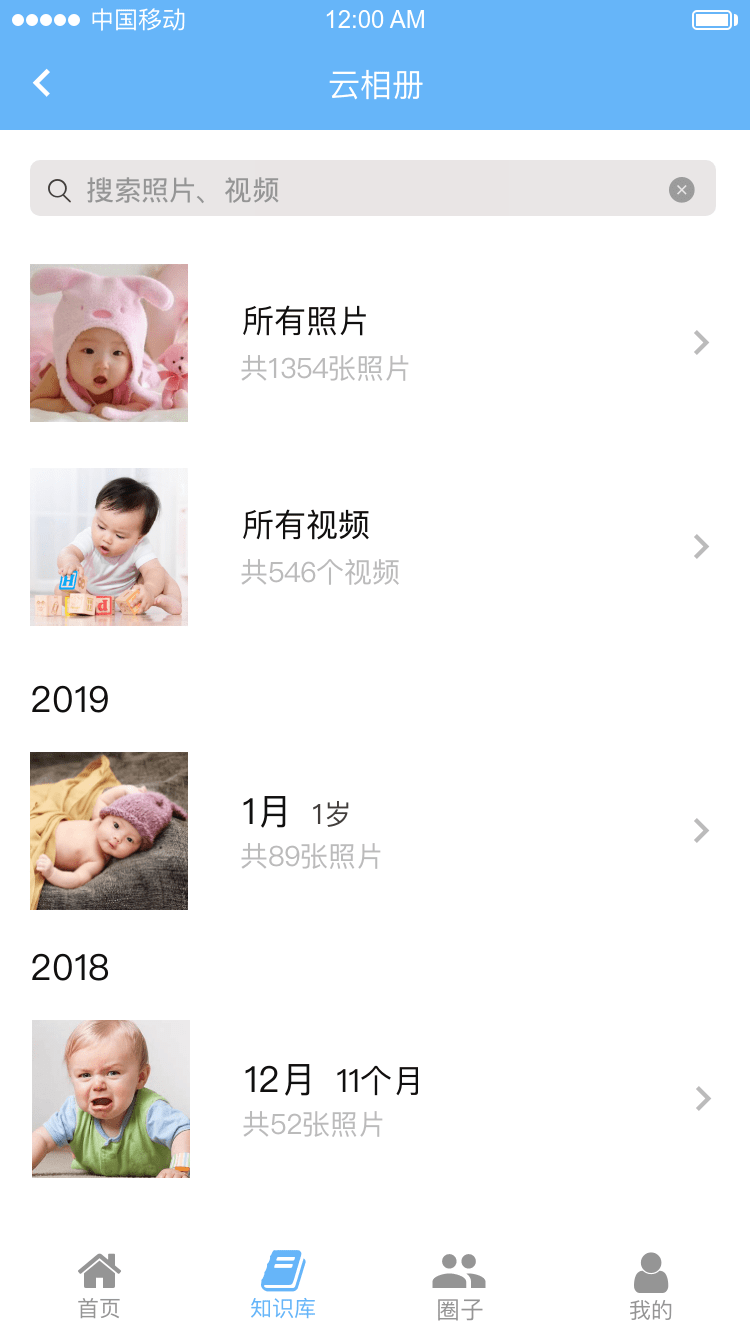 中国移动 12:00 AM
云相册
搜索照片、视频
所有照片
共1354张照片
所有视频
共546个视频
2019
1月 1岁
共89张照片
2018
12月 11个月
共52张照片
首页 知识库 圈子 我的